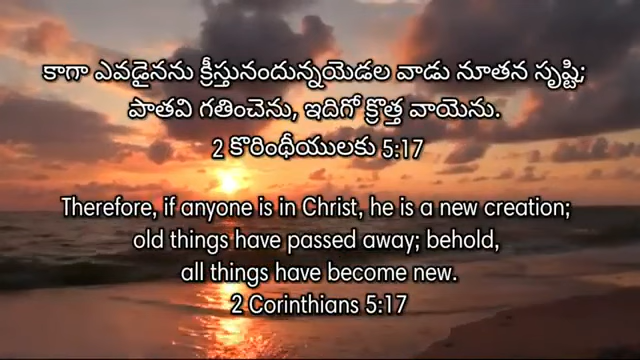 కాగా ఎవడైనను క్రీస్తునందున్నయెడల వాడు నూతన సృష్టి;
పాతవి గతించెను, ఇదిగో క్రొత్త వాయెను.
2 కొరింథీయులకు 5:17
Therefore, if anyone is in Christ, he is a new creation;
old things have passed away; behold,
all things have become new.
2 Corinthians 5:17